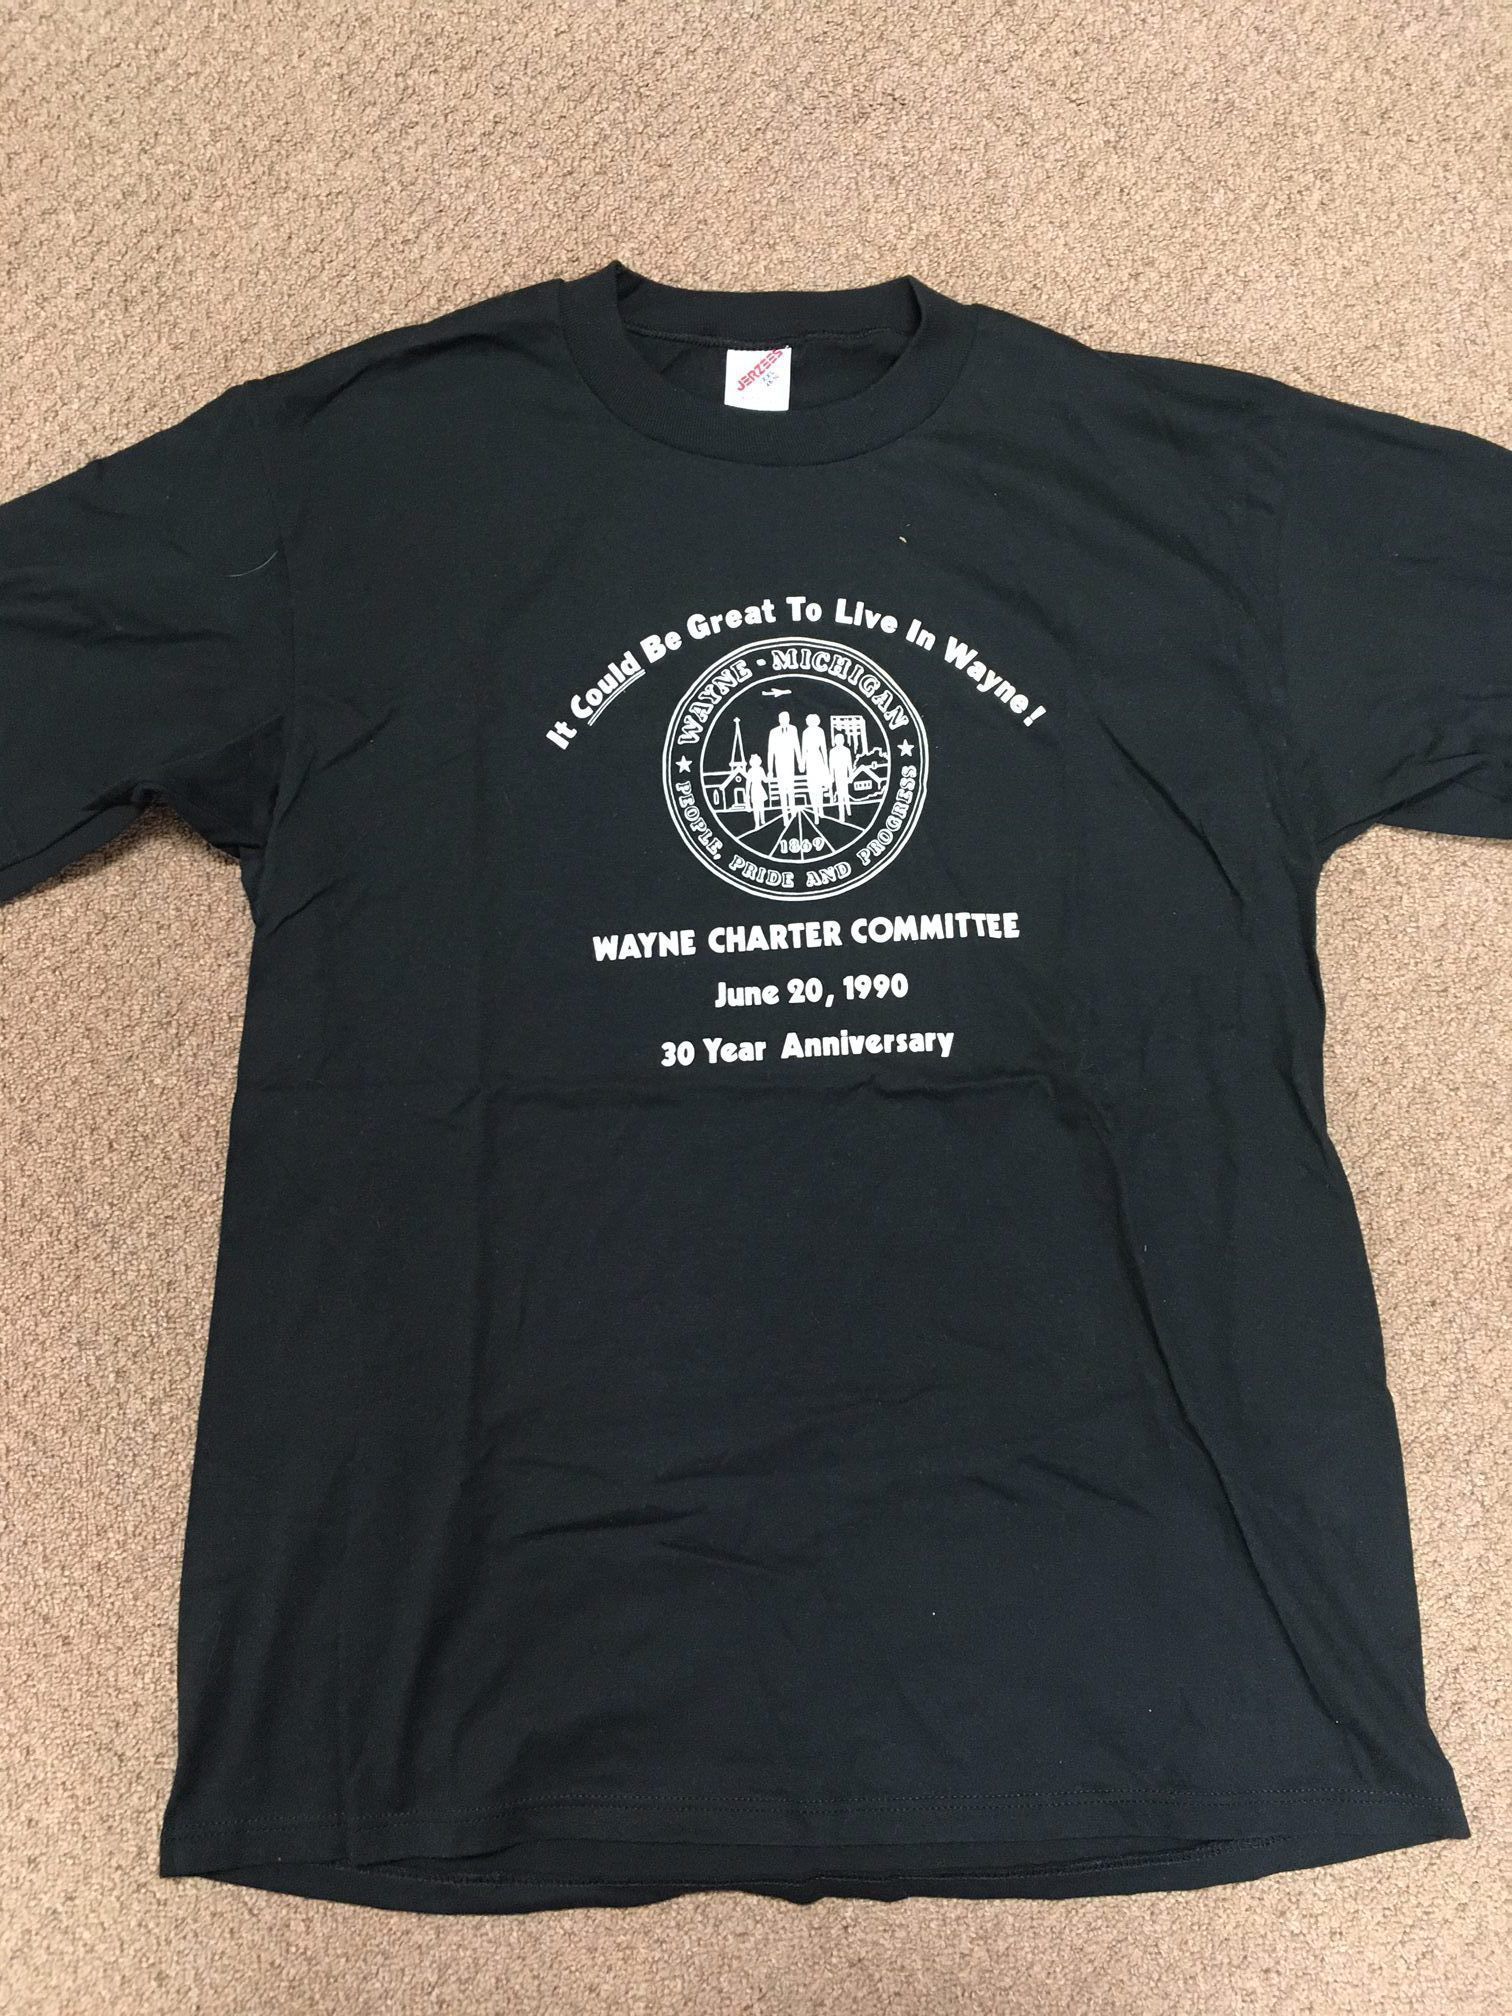 JERZEES
XXL
It Could Be Great To Live In Wayne!
WAYNE - MICHIGAN
1869
PEOPLE, PRIDE AND PROGRESS
WAYNE CHARTER COMMITTEE
June 20, 1990
30 Year Anniversary